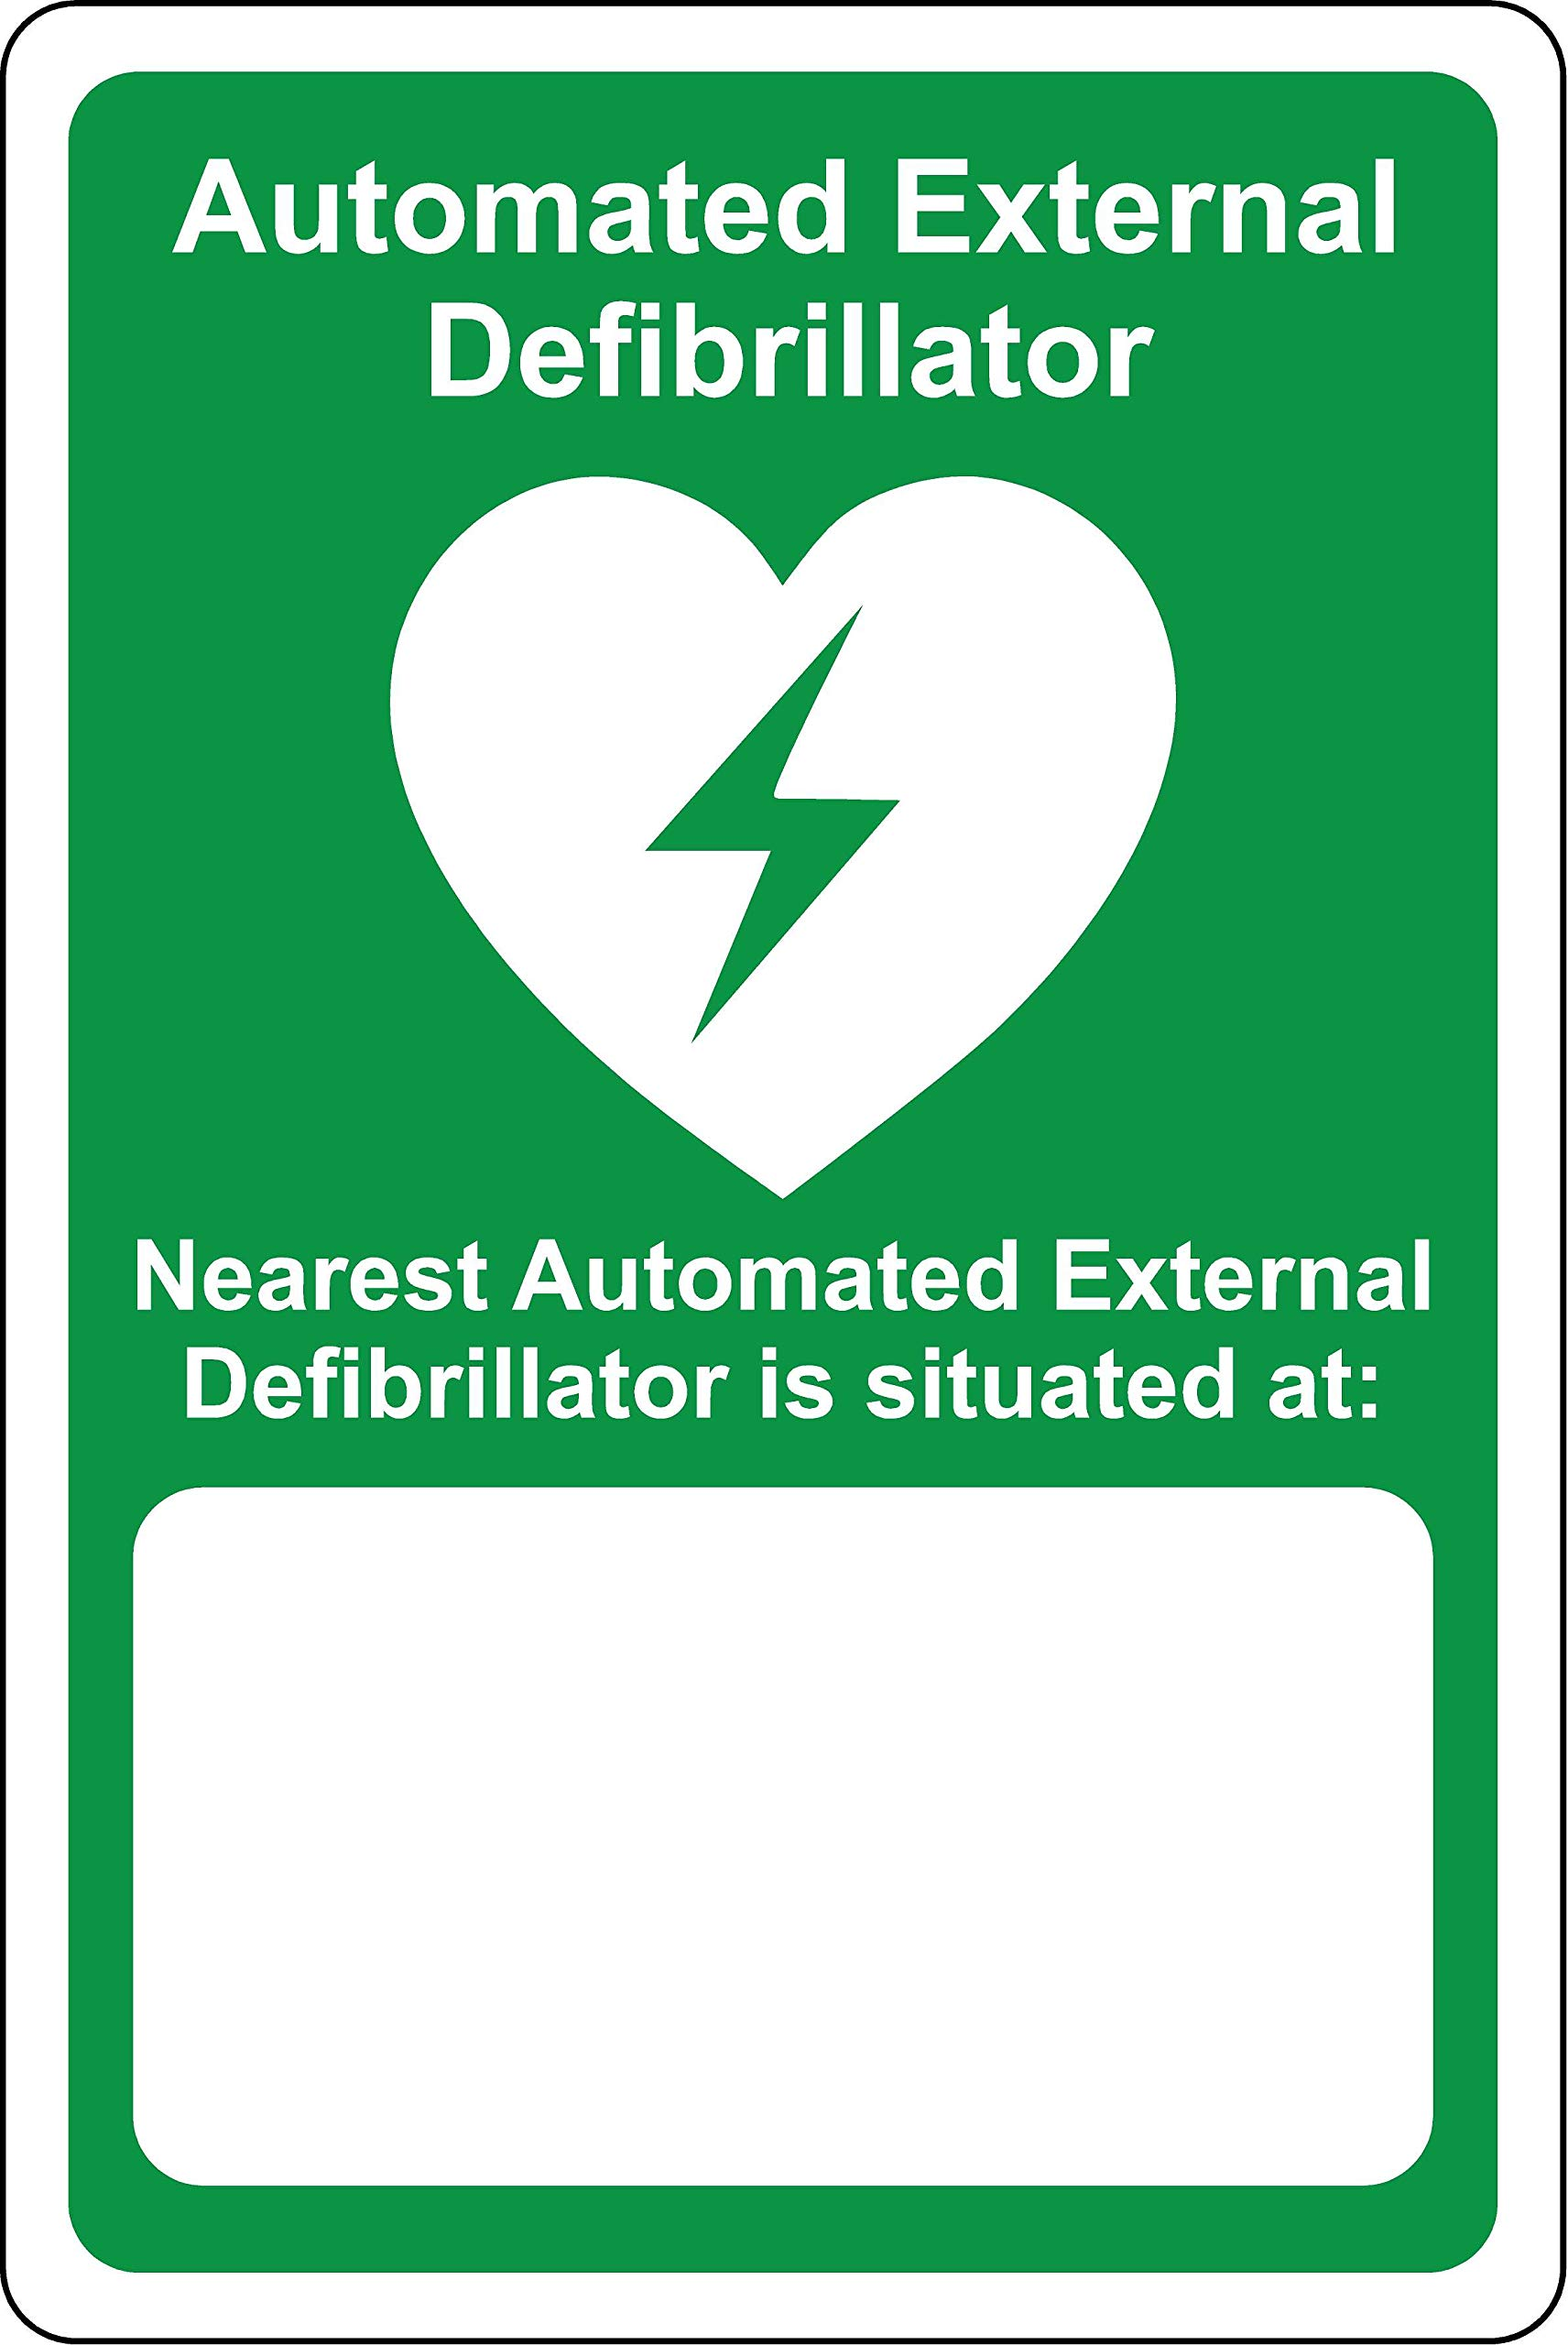 Automated External
Defibrillator
Nearest Automated External
Defibrillator is situated at: